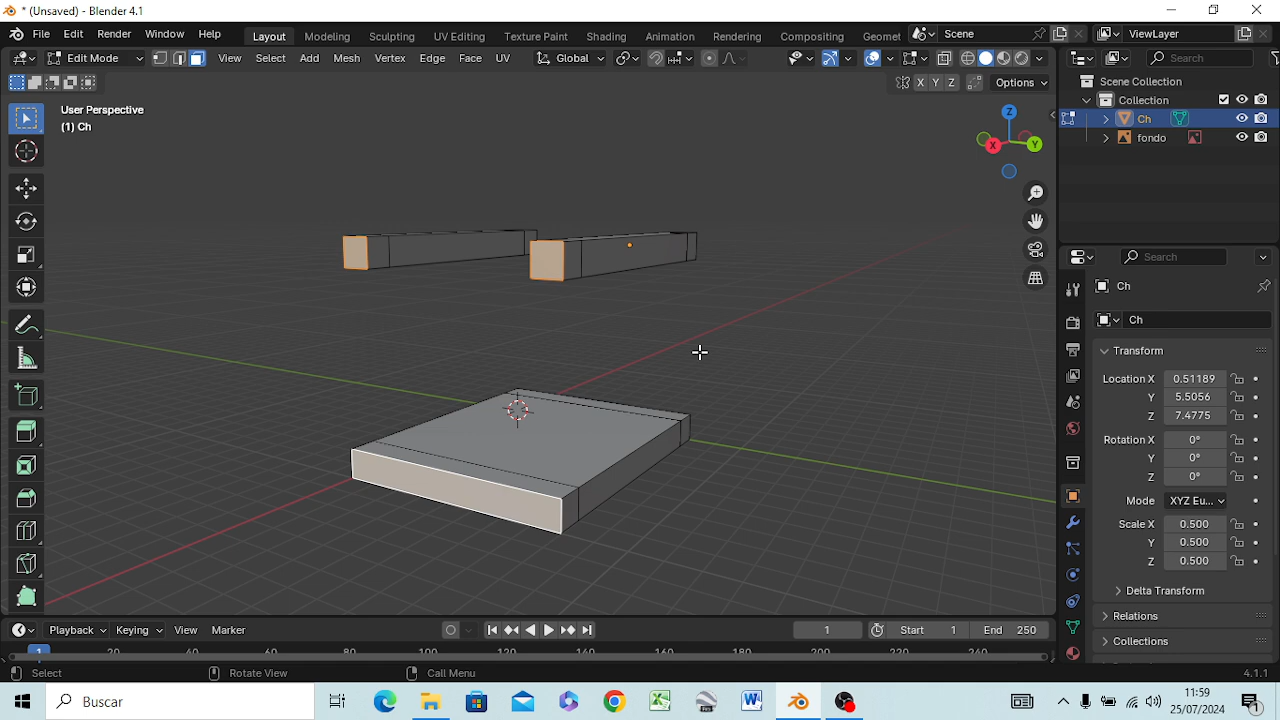 * (Unsaved) - Blender 4.1
File Edit Render Window Help Layout Modeling Sculpting UV Editing Texture Paint Shading Animation Rendering Compositing Geomet Scene ViewLayer
Edit Mode View Select Add Mesh Vertex Edge Face UV Global Search
X Y Z Options
User Perspective
(1) Ch
Z
X
Y
Scene Collection
Collection
Ch
fondo
Search
Ch
Ch
Transform
Location X 0.51189
Y 5.5056
Z 7.4775
Rotation X 0°
Y 0°
Z 0°
Mode XYZ Eu...
Scale X 0.500
Y 0.500
Z 0.500
Delta Transform
Relations
Collections
Playback Keying View Marker 1 Start 1 End 250
1 20 40 60 80 100 120 140 160 180 200 220 240
Select Rotate View Call Menu 4.1.1
Buscar
11:59
25/07/2024
1